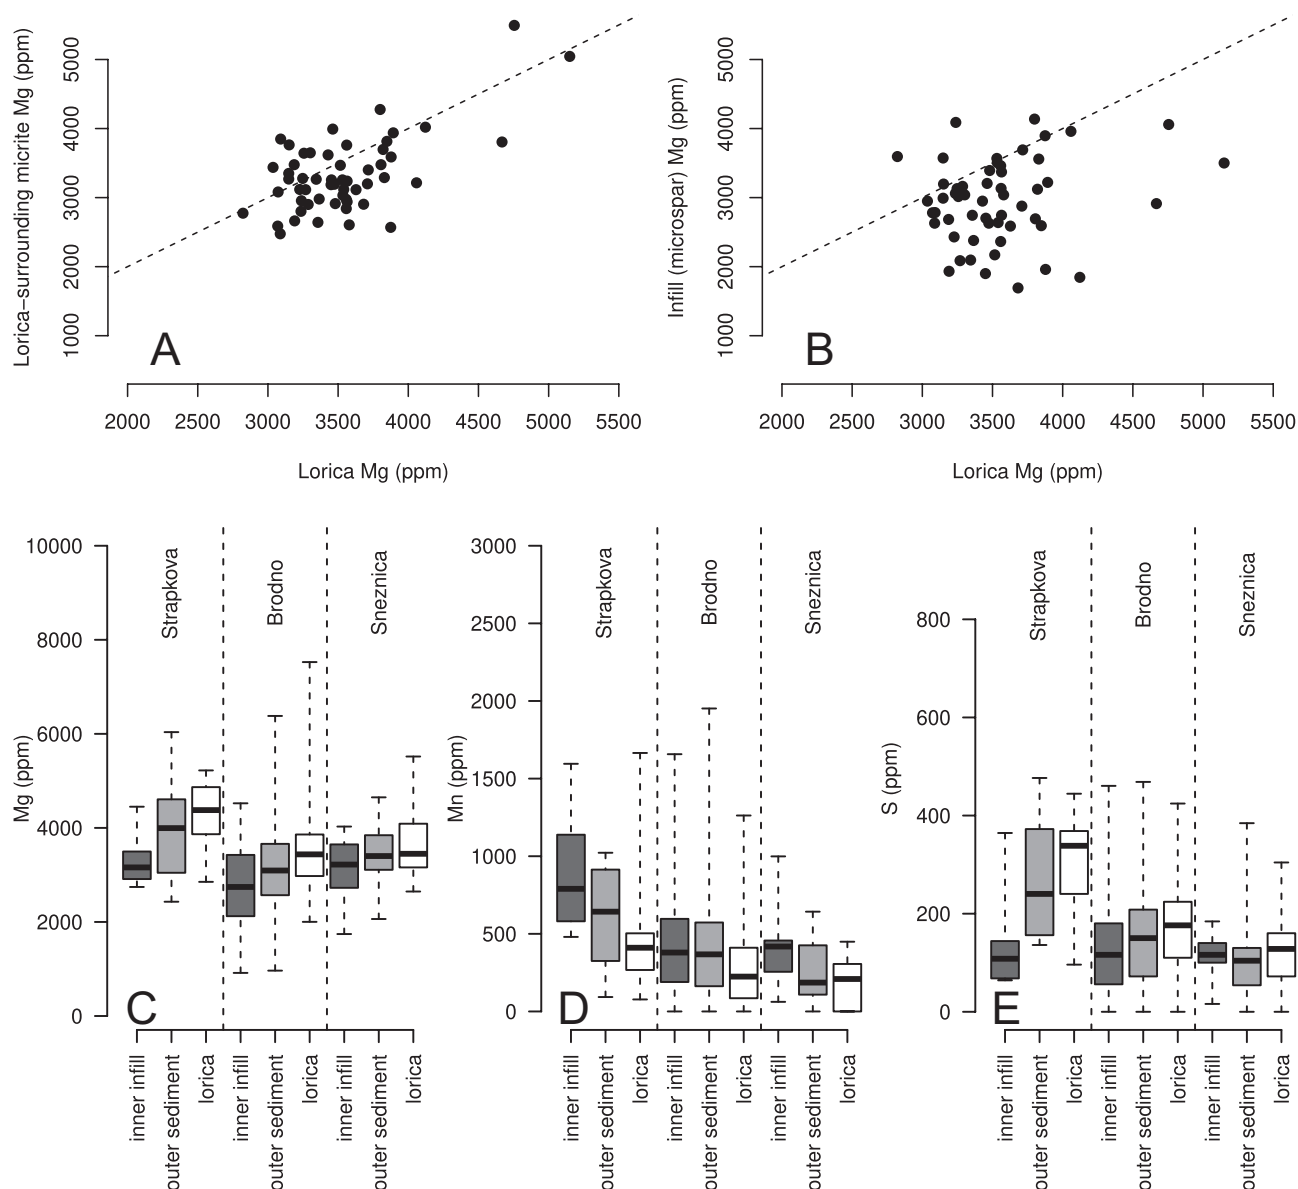 Lorica−surrounding micrite Mg (ppm)
5000
4000
3000
2000
1000
A
2000 2500 3000 3500 4000 4500 5000 5500
Lorica Mg (ppm)
Infill (microspar) Mg (ppm)
5000
4000
3000
2000
1000
B
2000 2500 3000 3500 4000 4500 5000 5500
Lorica Mg (ppm)
Mg (ppm)
10000
8000
6000
4000
2000
0
Strapkova
Brodno
Sneznica
C
inner infill
outer sediment
lorica
inner infill
outer sediment
lorica
inner infill
outer sediment
lorica
Mn (ppm)
3000
2500
2000
1500
1000
500
0
Strapkova
Brodno
Sneznica
D
inner infill
outer sediment
lorica
inner infill
outer sediment
lorica
inner infill
outer sediment
lorica
S (ppm)
800
600
400
200
0
Strapkova
Brodno
Sneznica
E
inner infill
outer sediment
lorica
inner infill
outer sediment
lorica
inner infill
outer sediment
lorica